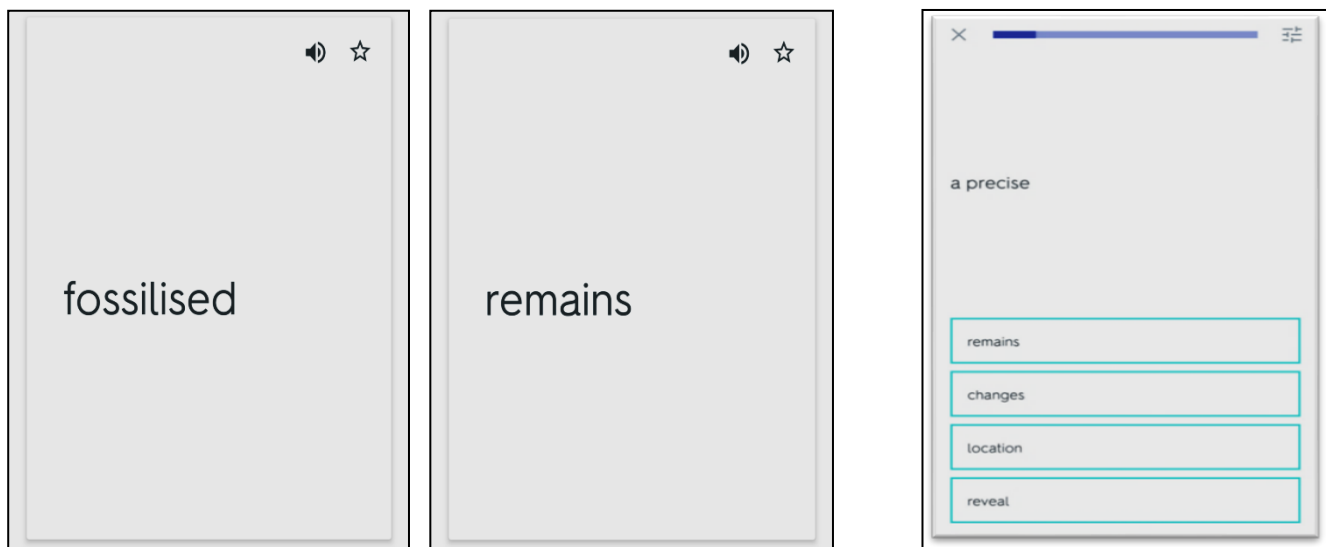 fossilised
remains
a precise
remains
changes
location
reveal